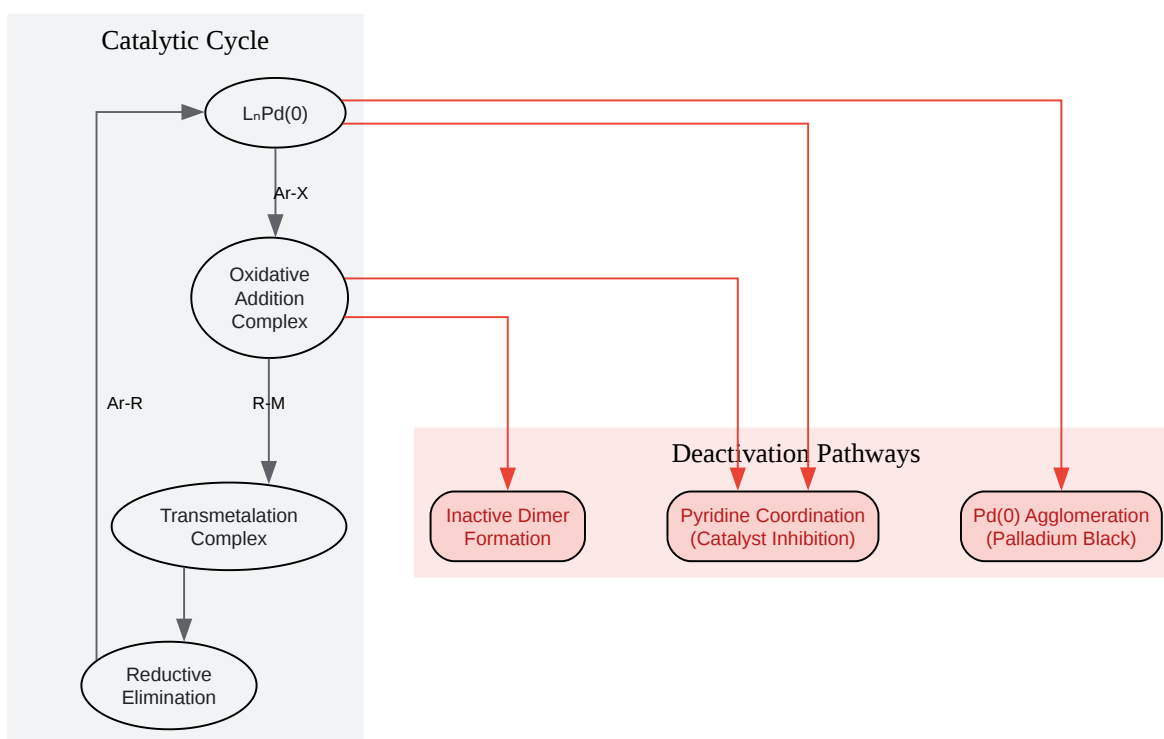 Catalytic Cycle
LₙPd(0)
Ar-X
Oxidative
Addition
Complex
Ar-R
R-M
Transmetalation
Complex
Reductive
Elimination
Deactivation Pathways
Inactive Dimer
Formation
Pyridine Coordination
(Catalyst Inhibition)
Pd(0) Agglomeration
(Palladium Black)